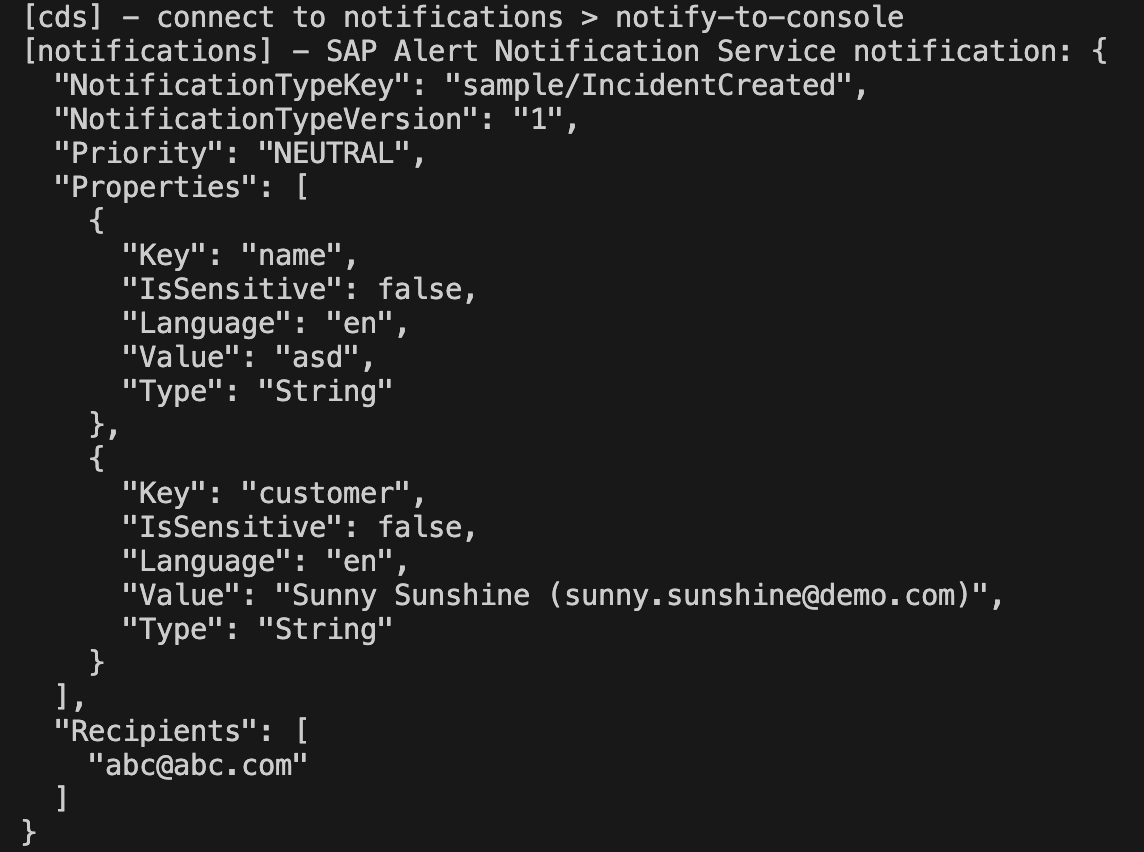 [cds] - connect to notifications > notify-to-console
[notifications] - SAP Alert Notification Service notification: {
  "NotificationTypeKey": "sample/IncidentCreated",
  "NotificationTypeVersion": "1",
  "Priority": "NEUTRAL",
  "Properties": [
    {
      "Key": "name",
      "IsSensitive": false,
      "Language": "en",
      "Value": "asd",
      "Type": "String"
    },
    {
      "Key": "customer",
      "IsSensitive": false,
      "Language": "en",
      "Value": "Sunny Sunshine (sunny.sunshine@demo.com)",
      "Type": "String"
    }
  ],
  "Recipients": [
    "abc@abc.com"
  ]
}